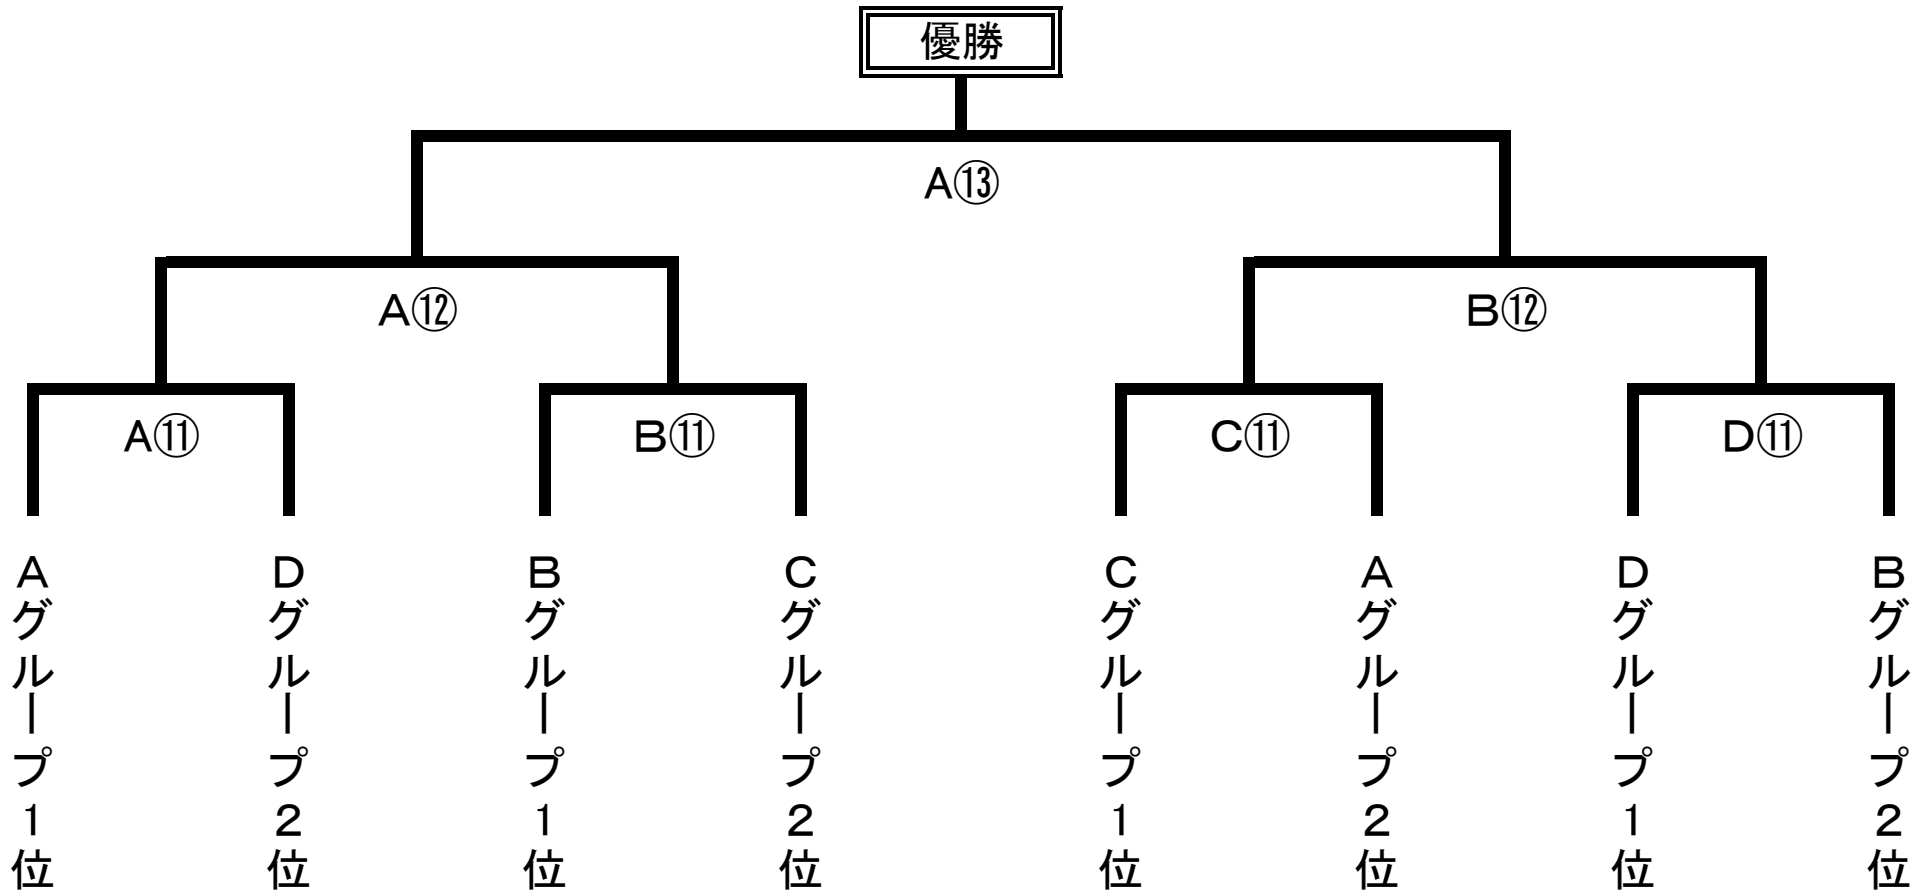 優勝
A⑬
A⑫
B⑫
A⑪
B⑪
C⑪
D⑪
Aグループ1位
Dグループ2位
Bグループ1位
Cグループ2位
Cグループ1位
Aグループ2位
Dグループ1位
Bグループ2位